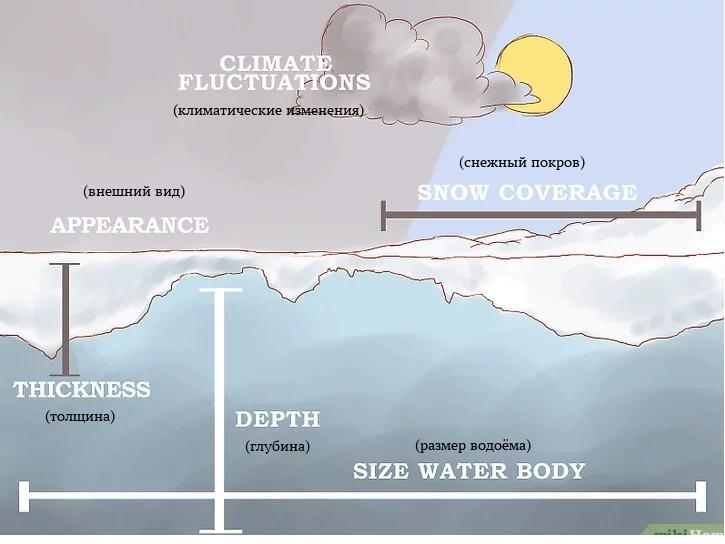 CLIMATE
FLUCTUATIONS
(климатические изменения)
(снежный покров)
SNOW COVERAGE
(внешний вид)
APPEARANCE
THICKNESS
(толщина)
DEPTH
(глубина)
(размер водоёма)
SIZE WATER BODY